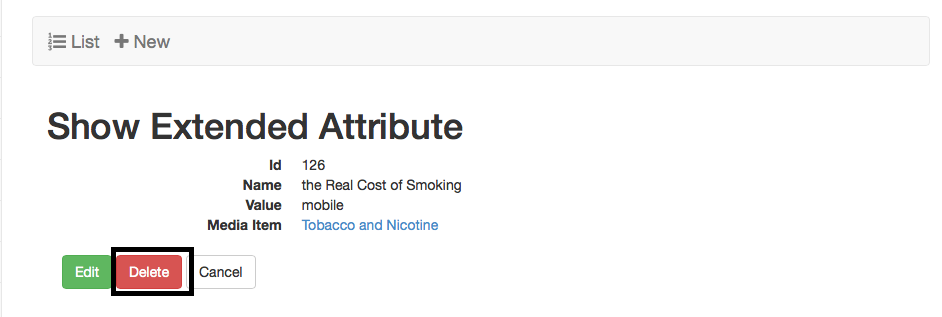 List New
Show Extended Attribute
Id 126
Name the Real Cost of Smoking
Value mobile
Media Item Tobacco and Nicotine
Edit Delete Cancel